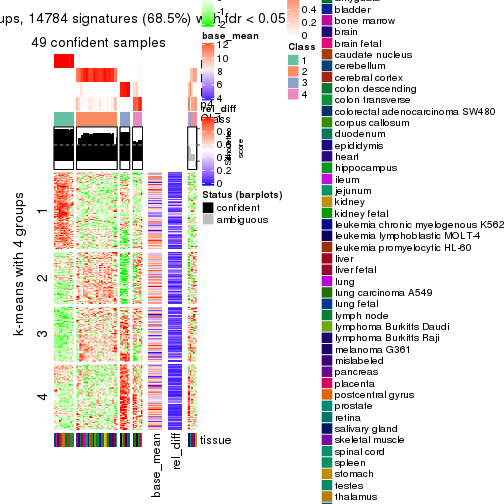 ups, 14784 signatures (68.5%) with fdr < 0.05
49 confident samples
k-means with 4 groups
1
2
3
4
base_mean
rel_diff
tissue
-2
base_mean
12
10
8
6
4
rel_diff
0
Status (barplots)
confident
ambiguous
score
0.4
0.2
0
Class
1
2
3
4
bladder
bone marrow
brain
brain fetal
caudate nucleus
cerebellum
cerebral cortex
colon descending
colon transverse
colorectal adenocarcinoma SW480
corpus callosum
duodenum
epididymis
heart
hippocampus
ileum
jejunum
kidney
kidney fetal
leukemia chronic myelogenous K562
leukemia lymphoblastic MOLT-4
leukemia promyelocytic HL-60
liver
liver fetal
lung
lung carcinoma A549
lung fetal
lymph node
lymphoma Burkitts Daudi
lymphoma Burkitts Raji
melanoma G361
mislabeled
pancreas
placenta
postcentral gyrus
prostate
retina
salivary gland
skeletal muscle
spinal cord
spleen
stomach
testes
thalamus